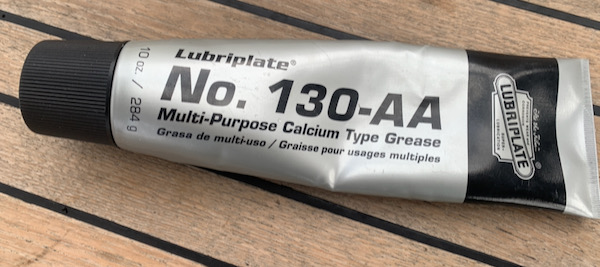 10 oz. / 284 g
Lubriplate®
No. 130-AA
Multi-Purpose Calcium Type Grease
Grasa de multi-uso / Graisse pour usages multiples
LUBRIPLATE